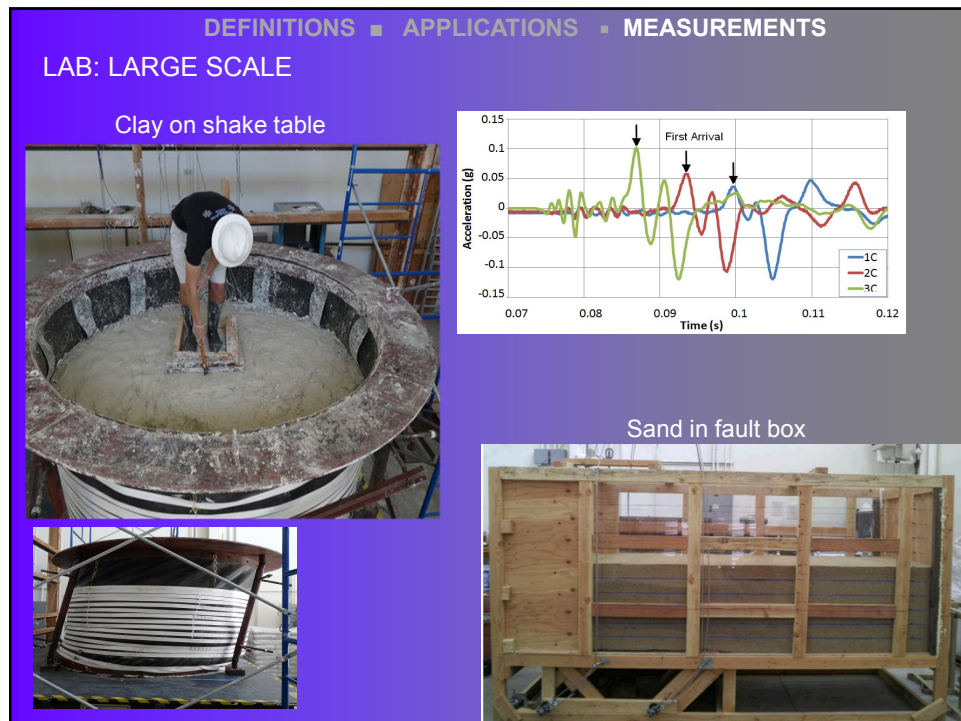 DEFINITIONS ■ APPLICATIONS ▪ MEASUREMENTS
LAB: LARGE SCALE
Clay on shake table
First Arrival
Acceleration (g)
0.15
0.1
0.05
0
-0.05
-0.1
-0.15
1C
2C
3C
0.07 0.08 0.09 0.1 0.11 0.12
Time (s)
Sand in fault box